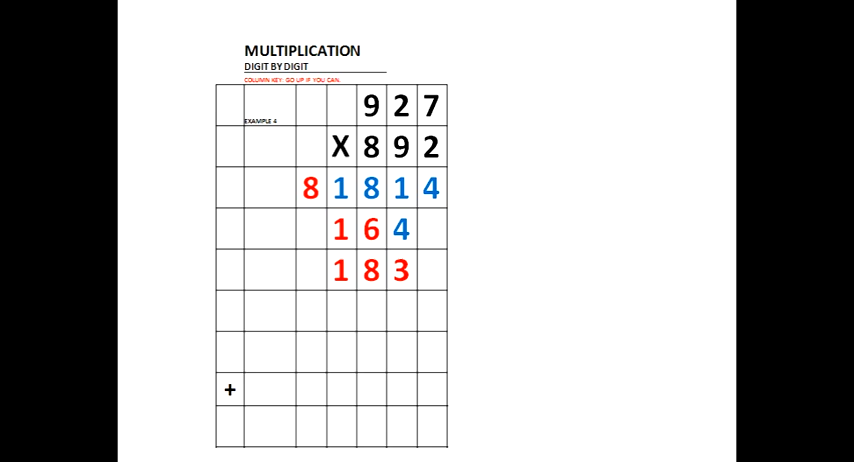 MULTIPLICATION
DIGIT BY DIGIT
COLUMN KEY: GO UP IF YOU CAN.
9 2 7
EXAMPLE 4
X 8 9 2
8 1 8 1 4
1 6 4
1 8 3
+